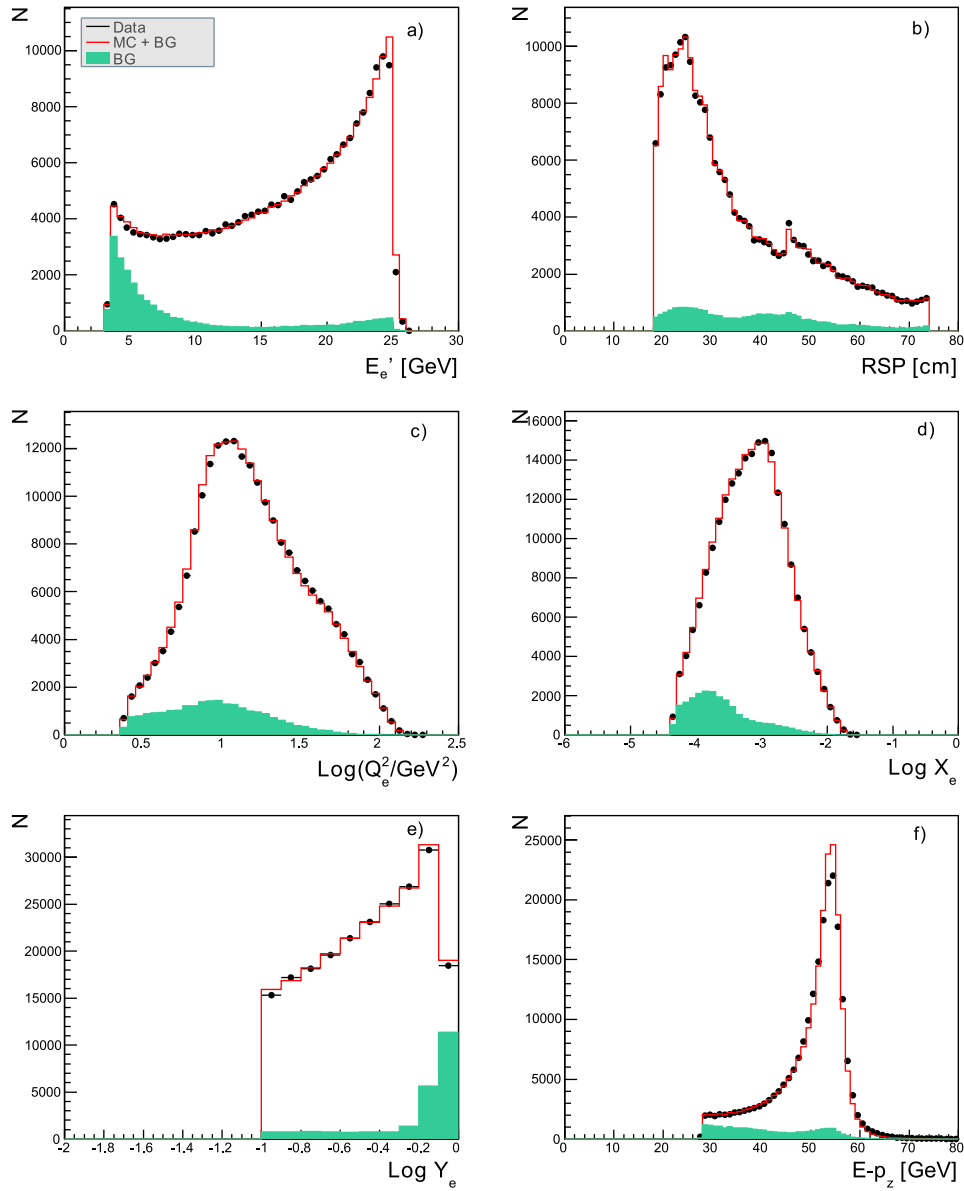 N
a)
Data
MC + BG
BG
10000
8000
6000
4000
2000
0
0 5 10 15 20 25 30
E_e' [GeV]
N
b)
10000
8000
6000
4000
2000
0
0 10 20 30 40 50 60 70 80
RSP [cm]
N
c)
12000
10000
8000
6000
4000
2000
0
0 0.5 1 1.5 2 2.5
Log(Q_e^2/GeV^2)
N
d)
16000
14000
12000
10000
8000
6000
4000
2000
0
-6 -5 -4 -3 -2 -1 0
Log X_e
N
e)
30000
25000
20000
15000
10000
5000
0
-2 -1.8 -1.6 -1.4 -1.2 -1 -0.8 -0.6 -0.4 -0.2 0
Log Y_e
N
f)
25000
20000
15000
10000
5000
0
0 10 20 30 40 50 60 70 80
E-p_z [GeV]